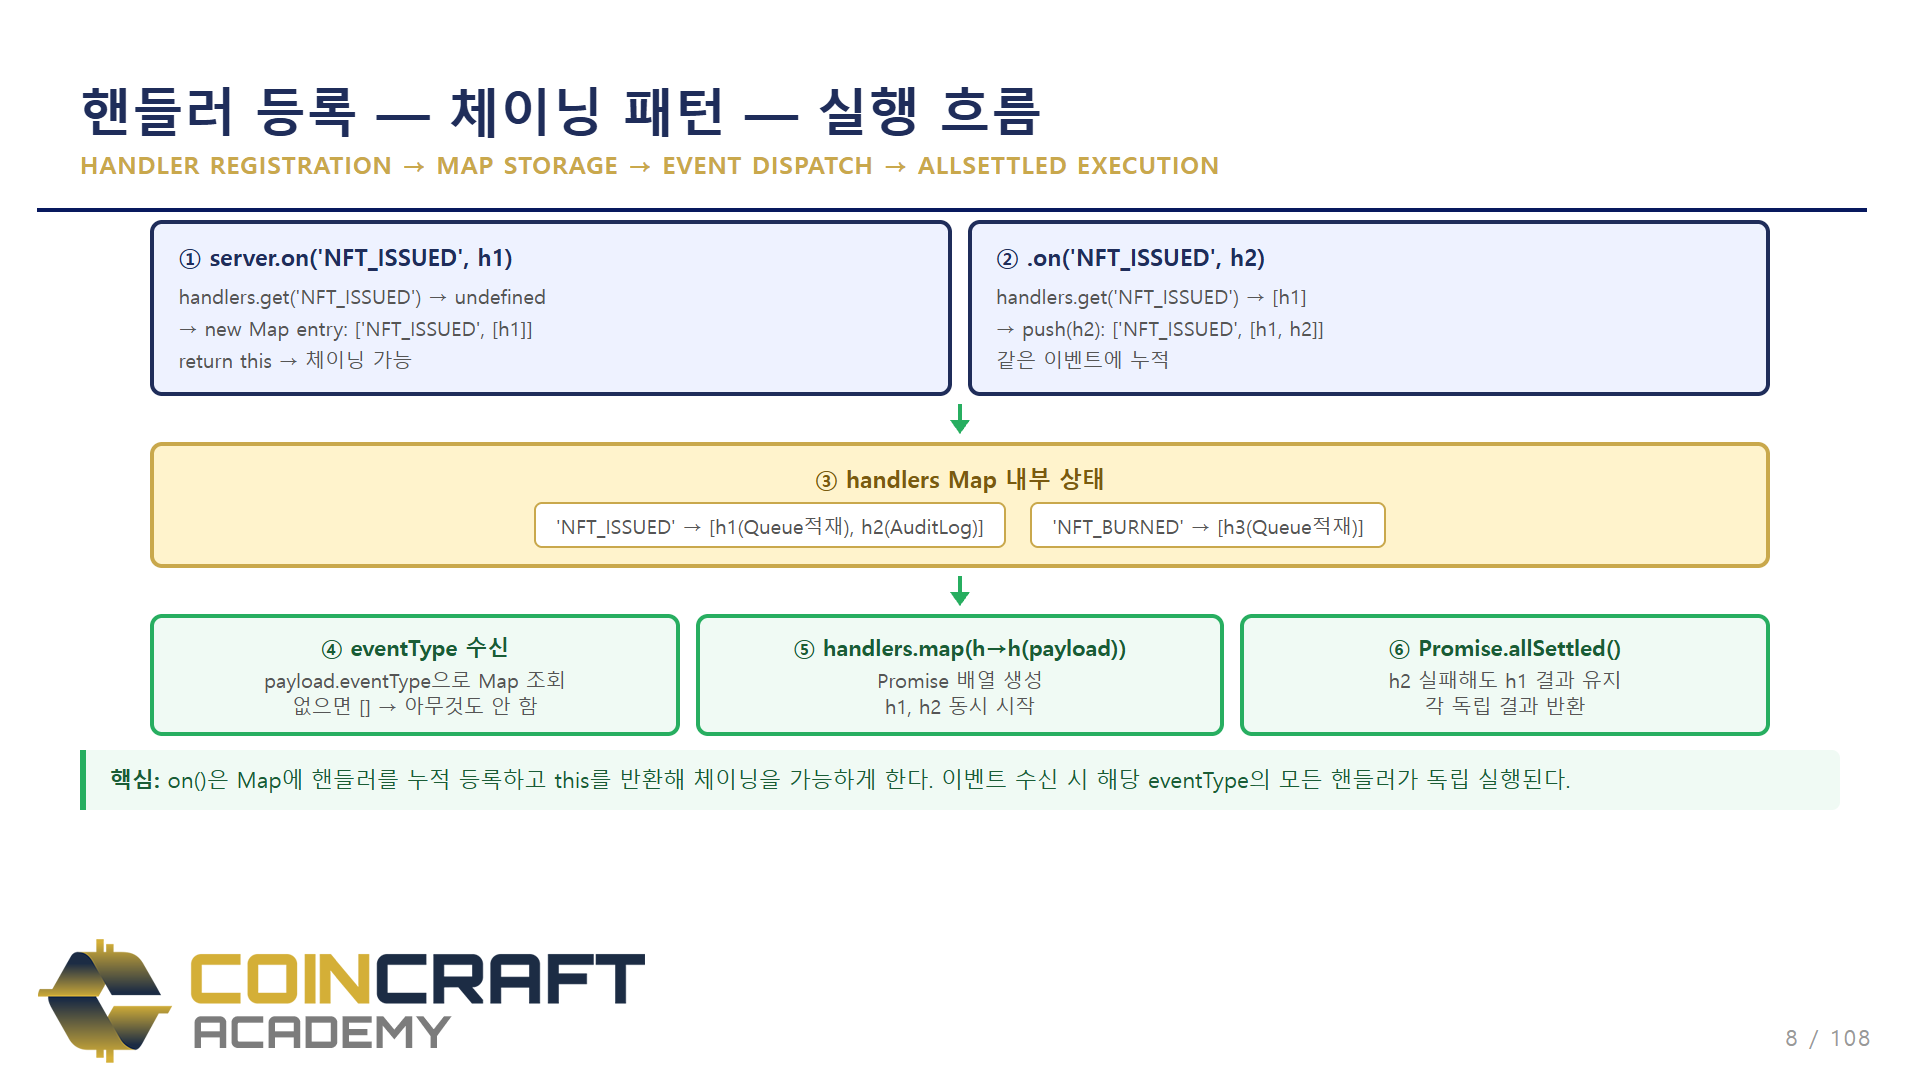 핸들러 등록 — 체이닝 패턴 — 실행 흐름
HANDLER REGISTRATION → MAP STORAGE → EVENT DISPATCH → ALLSETTLED EXECUTION
① server.on('NFT_ISSUED', h1)
handlers.get('NFT_ISSUED') → undefined
→ new Map entry: ['NFT_ISSUED', [h1]]
return this → 체이닝 가능
② .on('NFT_ISSUED', h2)
handlers.get('NFT_ISSUED') → [h1]
→ push(h2): ['NFT_ISSUED', [h1, h2]]
같은 이벤트에 누적
③ handlers Map 내부 상태
'NFT_ISSUED' → [h1(Queue적재), h2(AuditLog)]
'NFT_BURNED' → [h3(Queue적재)]
④ eventType 수신
payload.eventType으로 Map 조회
없으면 [] → 아무것도 안 함
⑤ handlers.map(h→h(payload))
Promise 배열 생성
h1, h2 동시 시작
⑥ Promise.allSettled()
h2 실패해도 h1 결과 유지
각 독립 결과 반환
핵심: on()은 Map에 핸들러를 누적 등록하고 this를 반환해 체이닝을 가능하게 한다. 이벤트 수신 시 해당 eventType의 모든 핸들러가 독립 실행된다.
COINCRAFT
ACADEMY
8 / 108